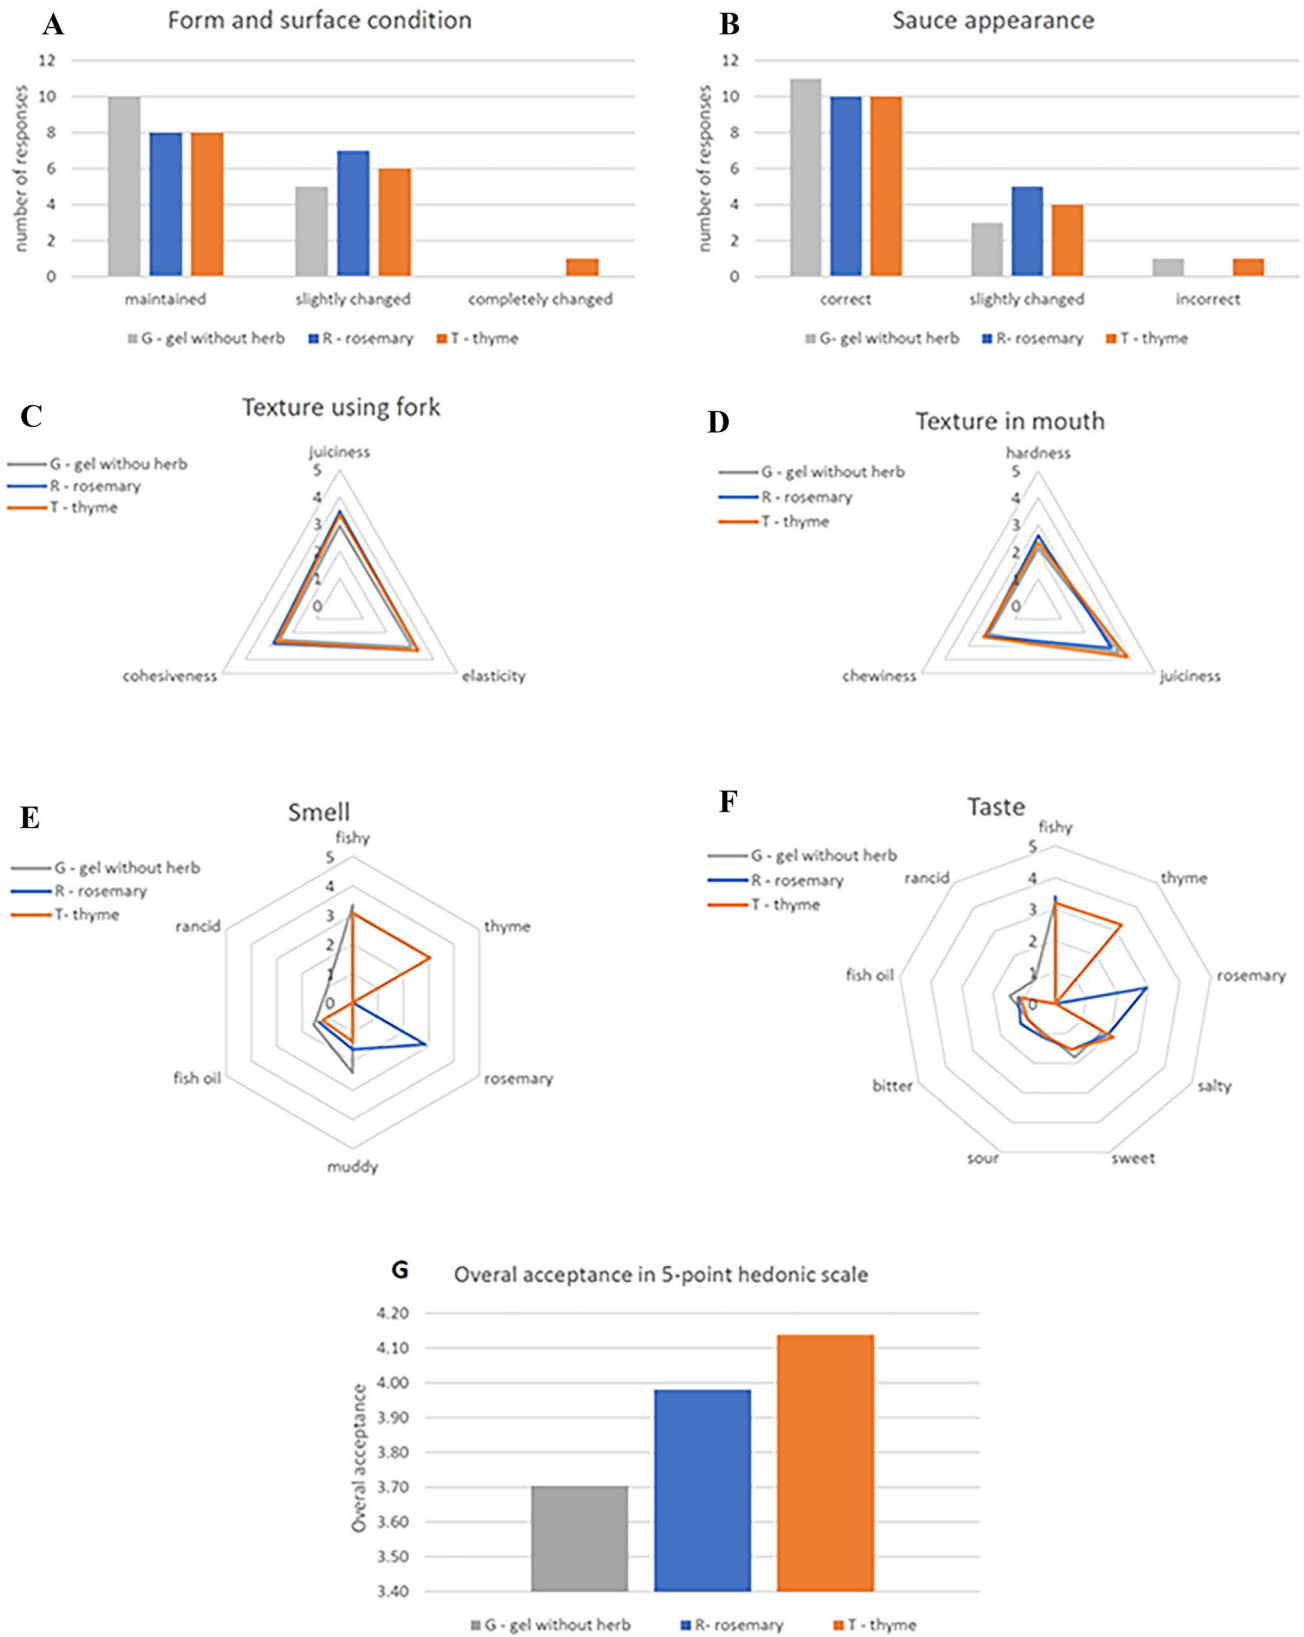 A
Form and surface condition
number of responses
12
10
8
6
4
2
0
maintained slightly changed completely changed
G - gel without herb R - rosemary T - thyme
B
Sauce appearance
number of responses
12
10
8
6
4
2
0
correct slightly changed incorrect
G- gel without herb R- rosemary T - thyme
C
Texture using fork
G - gel withou herb
R - rosemary
T - thyme
juiciness
5
4
3
2
1
0
cohesiveness elasticity
D
Texture in mouth
G - gel without herb
R - rosemary
T - thyme
hardness
5
4
3
2
1
0
chewiness juiciness
E
Smell
G - gel without herb
R - rosemary
T- thyme
fishy
5
4
3
2
1
0
rancid thyme
fish oil rosemary
muddy
F
Taste
G - gel without herb
R - rosemary
T - thyme
fishy
5
4
3
2
1
0
rancid thyme
fish oil rosemary
bitter salty
sour sweet
G
Overal acceptance in 5-point hedonic scale
Overal acceptance
4.20
4.10
4.00
3.90
3.80
3.70
3.60
3.50
3.40
G - gel without herb R- rosemary T - thyme